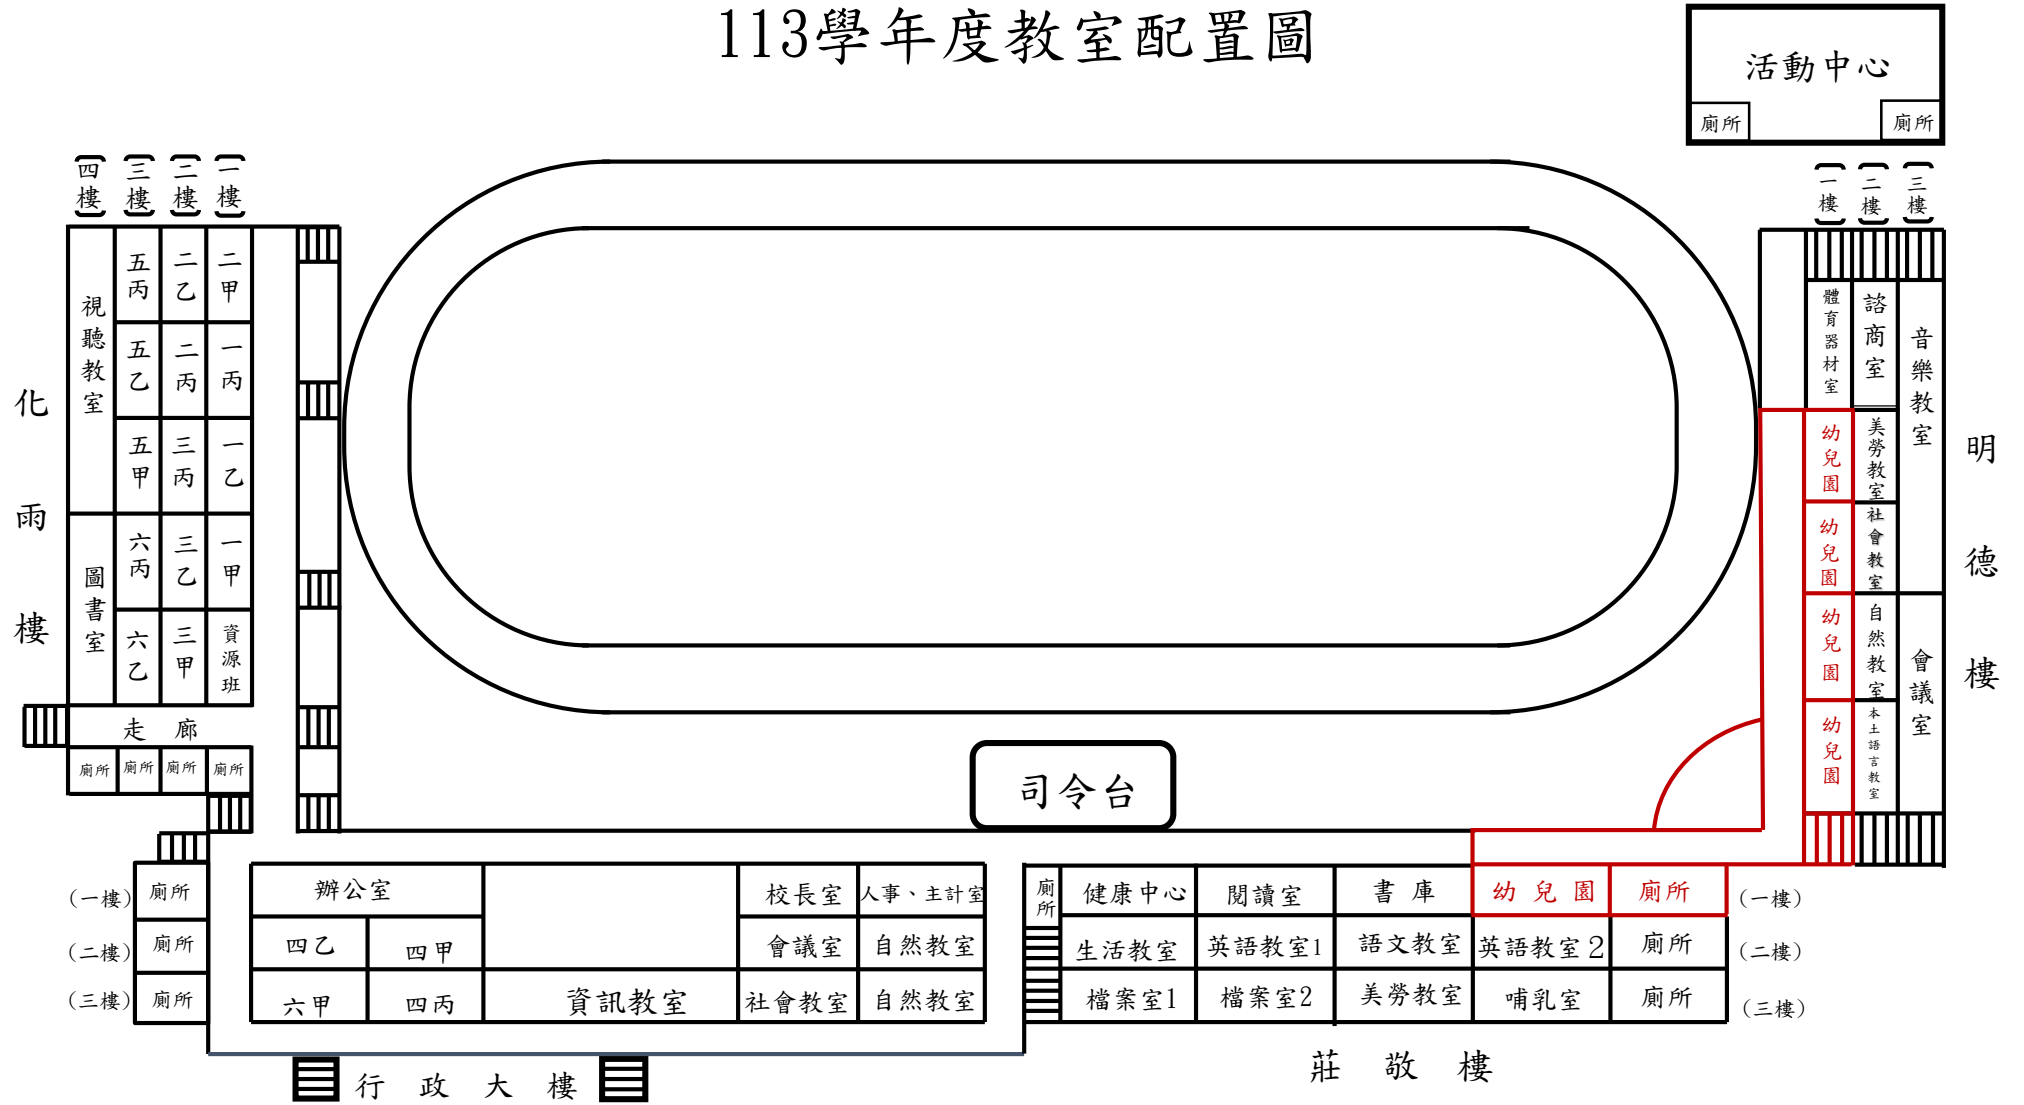 113學年度教室配置圖
活動中心
廁所
廁所
四樓
三樓
二樓
一樓
化雨樓
視聽教室
圖書室
五丙
五乙
五甲
六丙
六乙
二乙
二丙
三丙
三乙
三甲
二甲
一丙
一乙
一甲
資源班
走廊
廁所
廁所
廁所
廁所
司令台
一樓
二樓
三樓
體育器材室
幼兒園
幼兒園
幼兒園
幼兒園
諮商室
美勞教室
社會教室
自然教室
本土語言教室
音樂教室
會議室
明德樓
(一樓)
廁所
辦公室
校長室
人事、主計室
(二樓)
廁所
四乙
四甲
會議室
自然教室
(三樓)
廁所
六甲
四丙
資訊教室
社會教室
自然教室
行政大樓
廁所
健康中心
閱讀室
書庫
幼兒園
廁所
(一樓)
生活教室
英語教室1
語文教室
英語教室2
廁所
(二樓)
檔案室1
檔案室2
美勞教室
哺乳室
廁所
(三樓)
莊敬樓